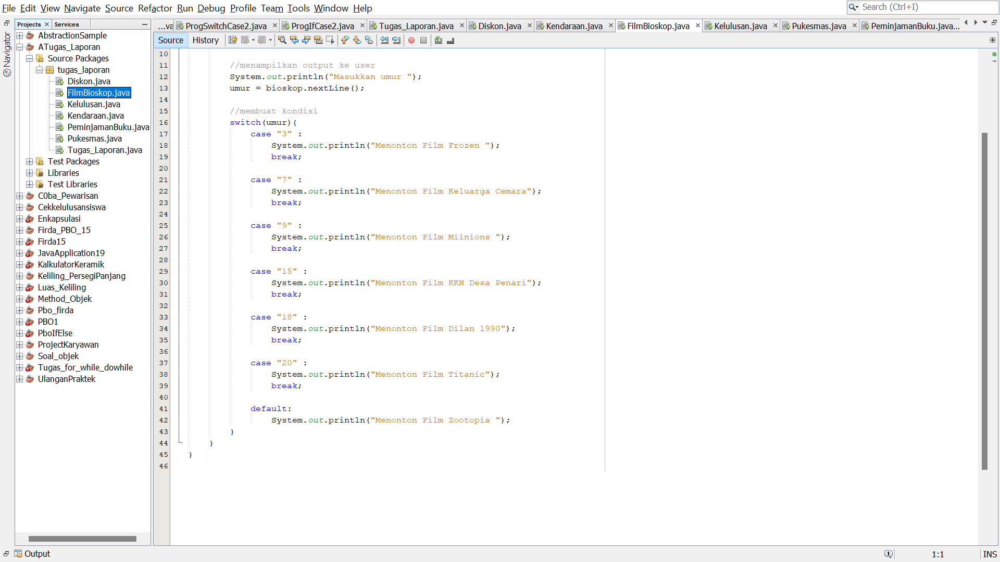 File Edit View Navigate Source Refactor Run Debug Profile Team Tools Window Help
Search (Ctrl+I)
Projects Services
Navigator
AbstractionSample
ATugas_Laporan
Source Packages
tugas_laporan
Diskon.java
FilmBioskop.java
Kelulusan.java
Kendaraan.java
PeminjamanBuku.java
Pukesmas.java
Tugas_Laporan.java
Test Packages
Libraries
Test Libraries
C0ba_Pewarisan
Cekkelulusansiswa
Enkapsulasi
Firda_PBO_15
Firda15
JavaApplication19
KalkulatorKeramik
Keliling_PersegiPanjang
Luas_Keliling
Method_Objek
Pbo_firda
PBO1
PboIfElse
ProjectKaryawan
Soal_objek
Tugas_for_while_dowhile
UlanganPraktek
...va ProgSwitchCase2.java ProgIfCase2.java Tugas_Laporan.java Diskon.java Kendaraan.java FilmBioskop.java Kelulusan.java Pukesmas.java PeminjamanBuku.java...
Source History
10
11 //menampilkan output ke user
12 System.out.println("Masukkan umur ");
13 umur = bioskop.nextLine();
14
15 //membuat kondisi
16 switch(umur){
17 case "3" :
18 System.out.println("Menonton Film Frozen ");
19 break;
20
21 case "7" :
22 System.out.println("Menonton Film Keluarga Cemara");
23 break;
24
25 case "9" :
26 System.out.println("Menonton Film Miinions ");
27 break;
28
29 case "15" :
30 System.out.println("Menonton Film KKN Desa Penari");
31 break;
32
33 case "18" :
34 System.out.println("Menonton Film Dilan 1990");
35 break;
36
37 case "20" :
38 System.out.println("Menonton Film Titanic");
39 break;
40
41 default:
42 System.out.println("Menonton Film Zootopia ");
43 }
44 }
45 }
46
Output
1 1:1 INS